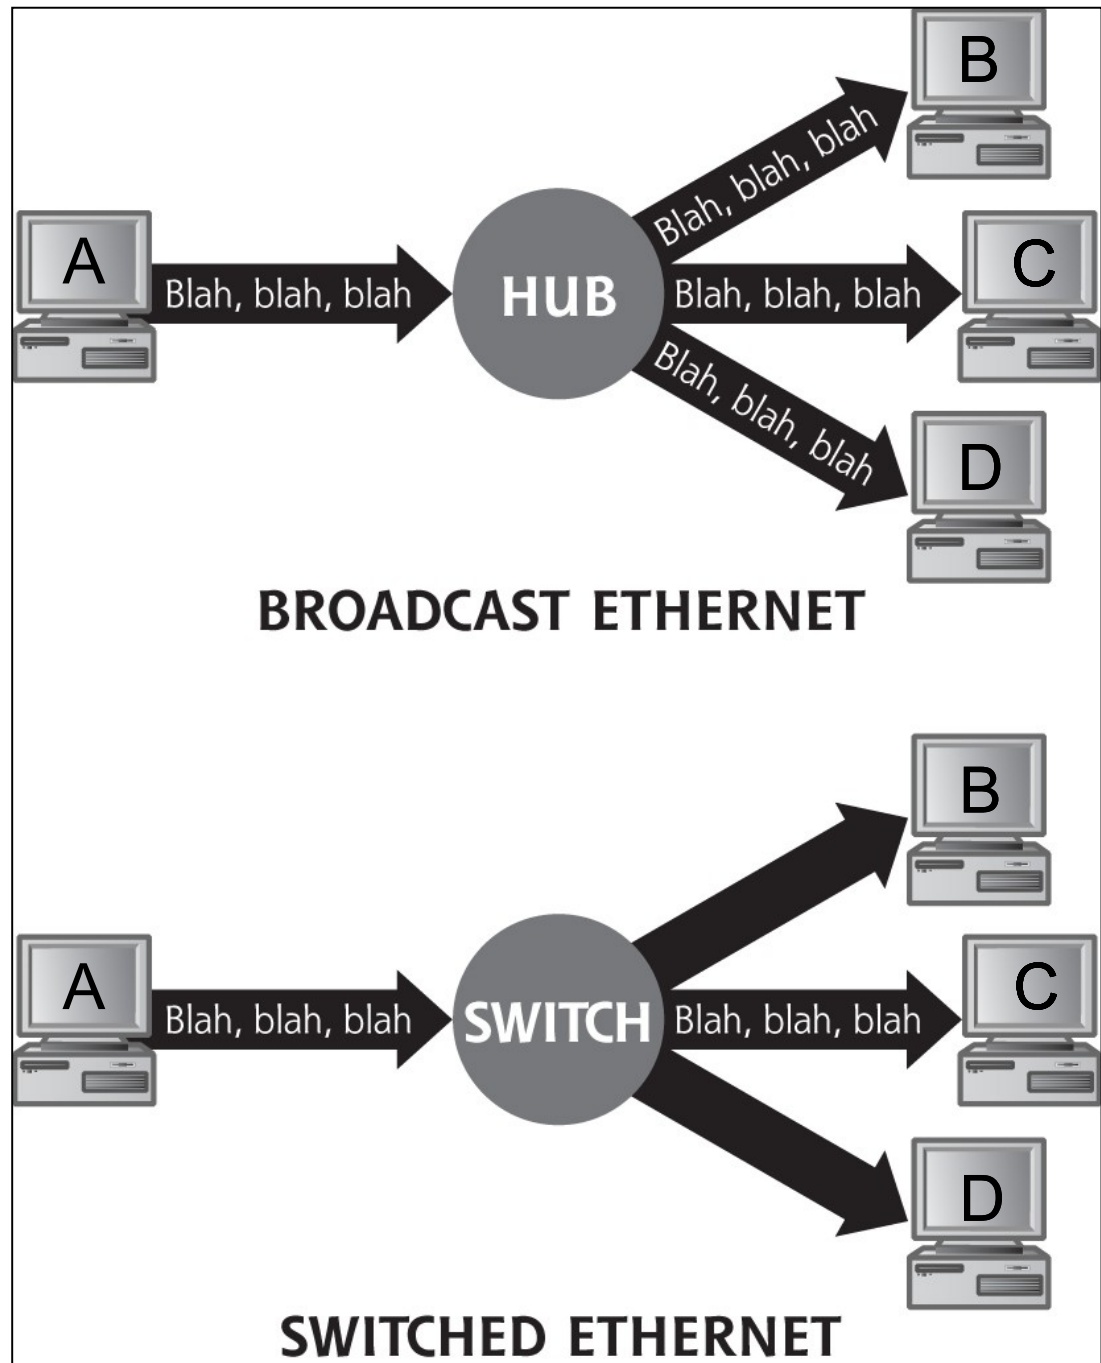 B
Blah, blah, blah
A
Blah, blah, blah
HUB
Blah, blah, blah
C
Blah, blah, blah
D
BROADCAST ETHERNET
B
A
Blah, blah, blah
SWITCH
Blah, blah, blah
C
D
SWITCHED ETHERNET